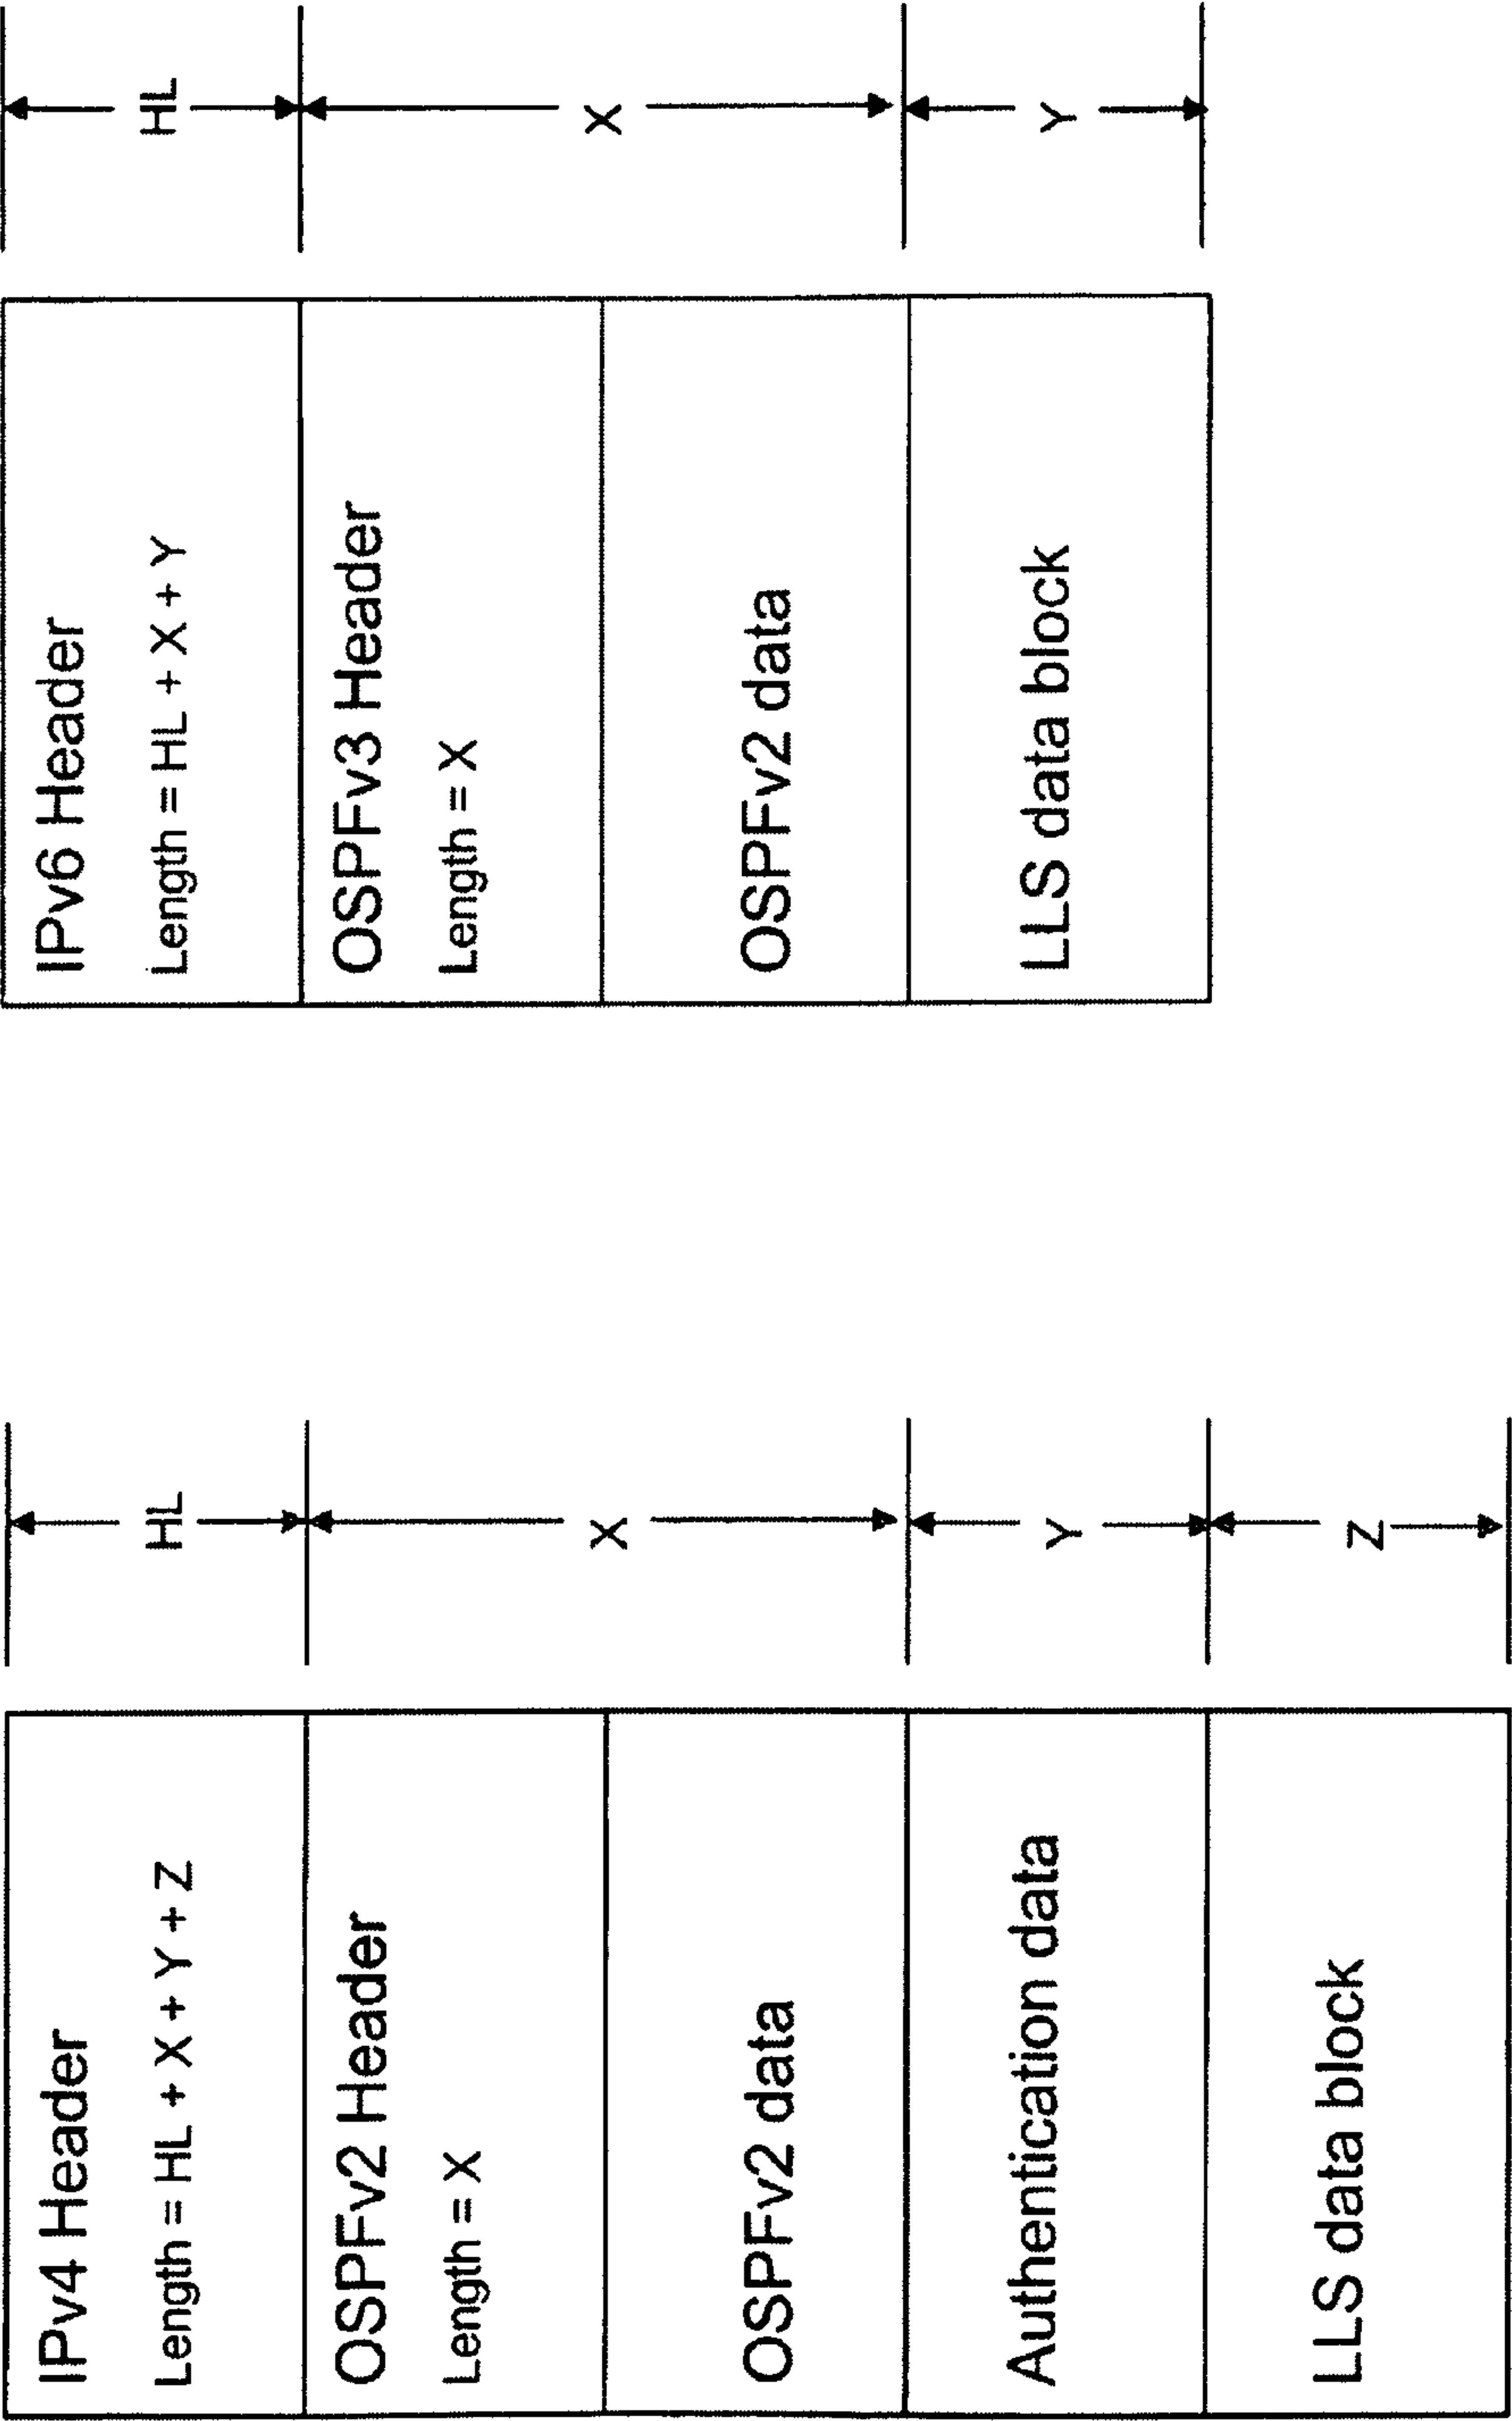 IPv4 Header
Length = HL + X + Y + Z
HL
OSPFv2 Header
Length = X
OSPFv2 data
X
Authentication data
Y
LLS data block
Z
IPv6 Header
Length = HL + X + Y
HL
OSPFv3 Header
Length = X
OSPFv2 data
X
LLS data block
Y